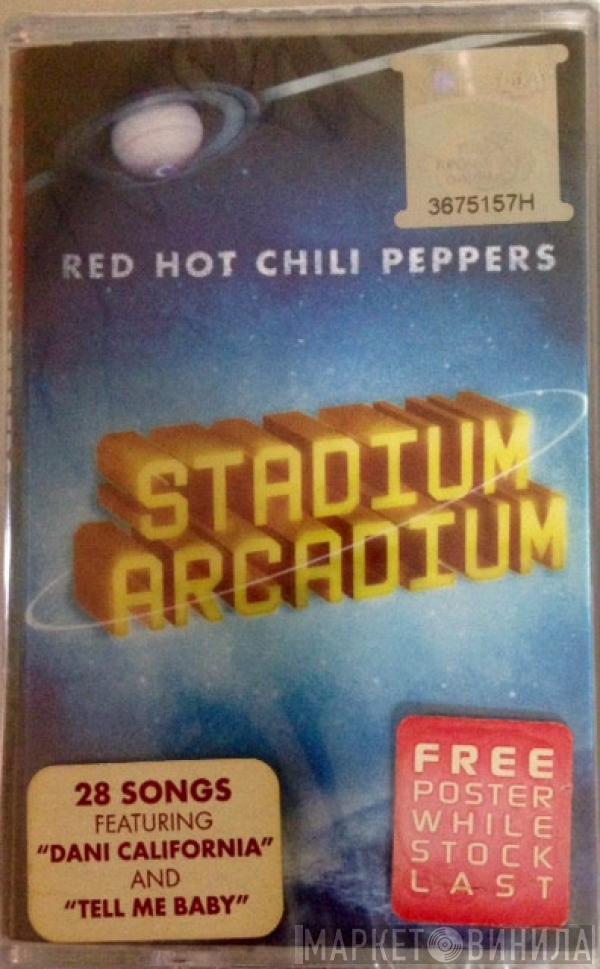 3675157H
RED HOT CHILI PEPPERS
STADIUM
ARCADIUM
28 SONGS
FEATURING
"DANI CALIFORNIA"
AND
"TELL ME BABY"
FREE
POSTER
WHILE
STOCK
LAST
МАРКЕТ ВИНИЛА